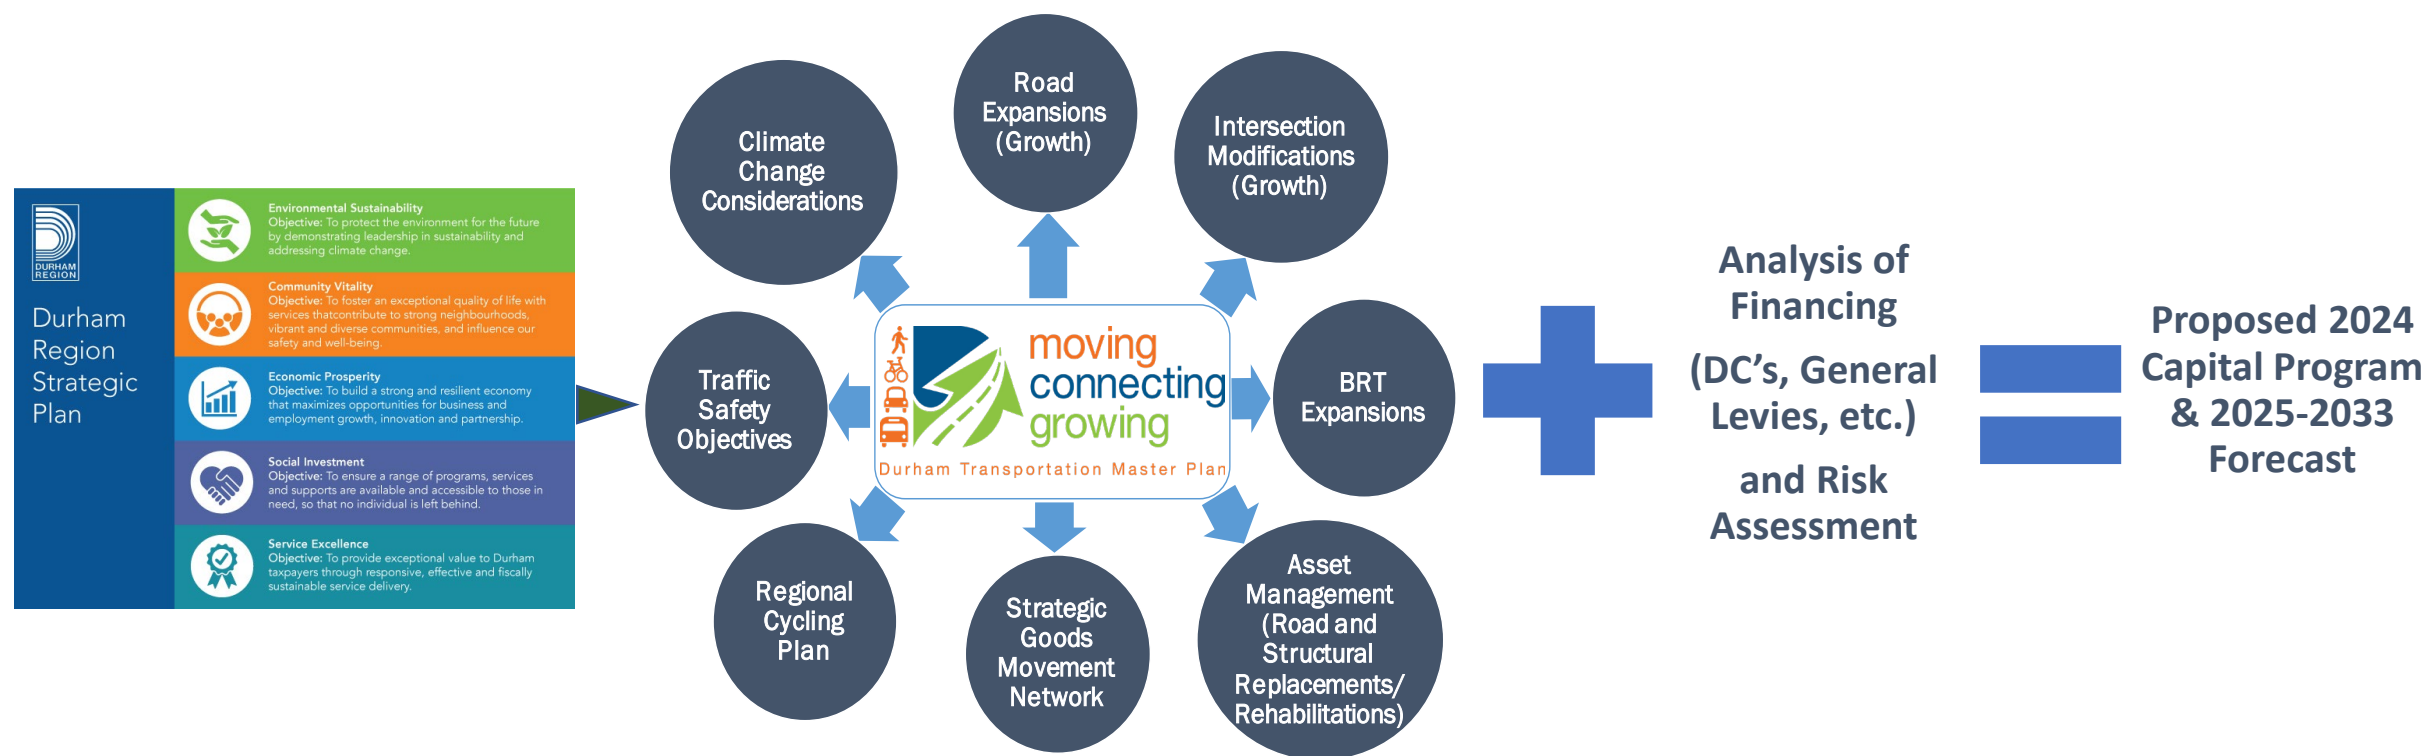 DURHAM
REGION
Durham
Region
Strategic
Plan
Environmental Sustainability
Objective: To protect the environment for the future
by demonstrating leadership in sustainability and
addressing climate change.
Community Vitality
Objective: To foster an exceptional quality of life with
services thatcontribute to strong neighbourhoods,
vibrant and diverse communities, and influence our
safety and well-being.
Economic Prosperity
Objective: To build a strong and resilient economy
that maximizes opportunities for business and
employment growth, innovation and partnership.
Social Investment
Objective: To ensure a range of programs, services
and supports are available and accessible to those in
need, so that no individual is left behind.
Service Excellence
Objective: To provide exceptional value to Durham
taxpayers through responsive, effective and fiscally
sustainable service delivery.
Climate
Change
Considerations
Road
Expansions
(Growth)
Intersection
Modifications
(Growth)
Traffic
Safety
Objectives
moving
connecting
growing
Durham Transportation Master Plan
BRT
Expansions
Regional
Cycling
Plan
Strategic
Goods
Movement
Network
Asset
Management
(Road and
Structural
Replacements/
Rehabilitations)
Analysis of
Financing
(DC’s, General
Levies, etc.)
and Risk
Assessment
Proposed 2024
Capital Program
& 2025-2033
Forecast